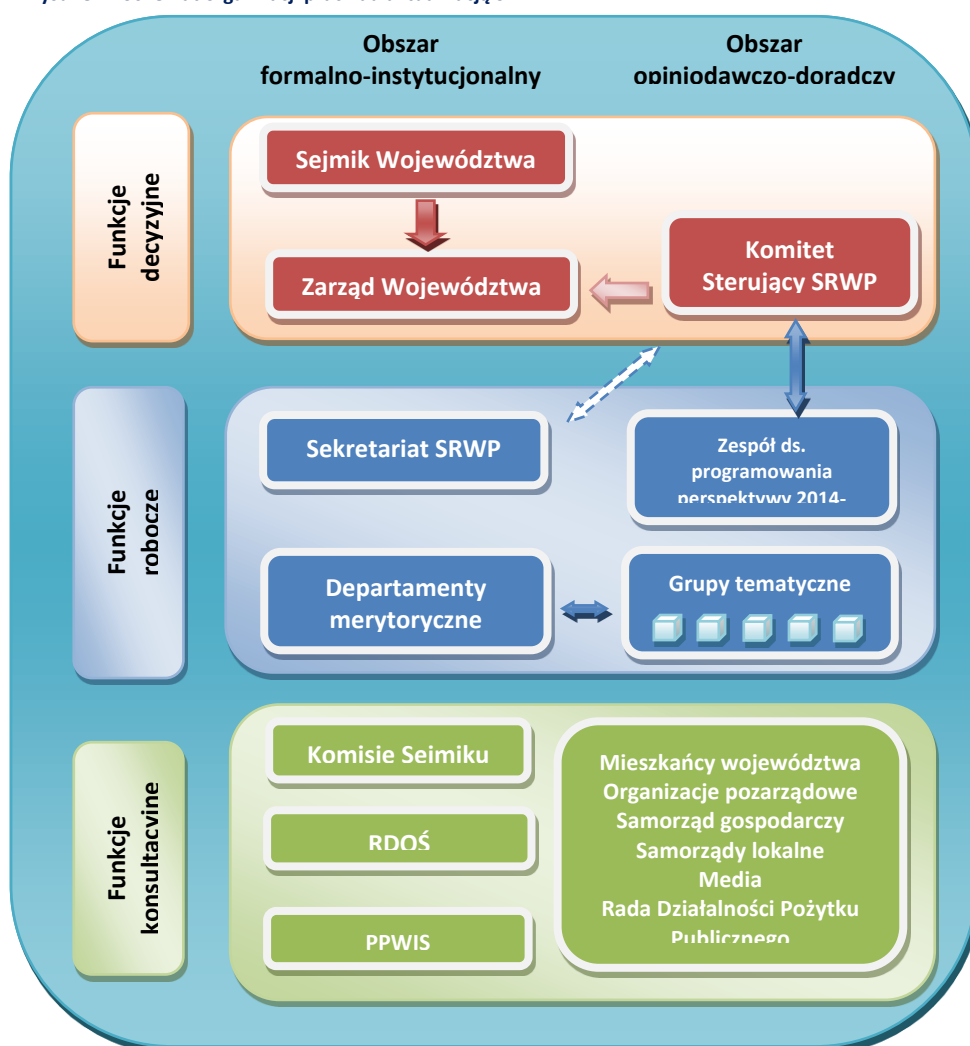 Obszar
formalno-instytucjonalny
Obszar
opiniodawczo-doradczy
Funkcje
decyzyjne
Sejmik Województwa
Zarząd Województwa
Komitet
Sterujący SRWP
Funkcje
robocze
Sekretariat SRWP
Zespół ds.
programowania
perspektywy 2014-
Departamenty
merytoryczne
Grupy tematyczne
Funkcje
konsultacyjne
Komisje Sejmiku
RDOŚ
PPWIS
Mieszkańcy województwa
Organizacje pozarządowe
Samorząd gospodarczy
Samorządy lokalne
Media
Rada Działalności Pożytku
Publicznego